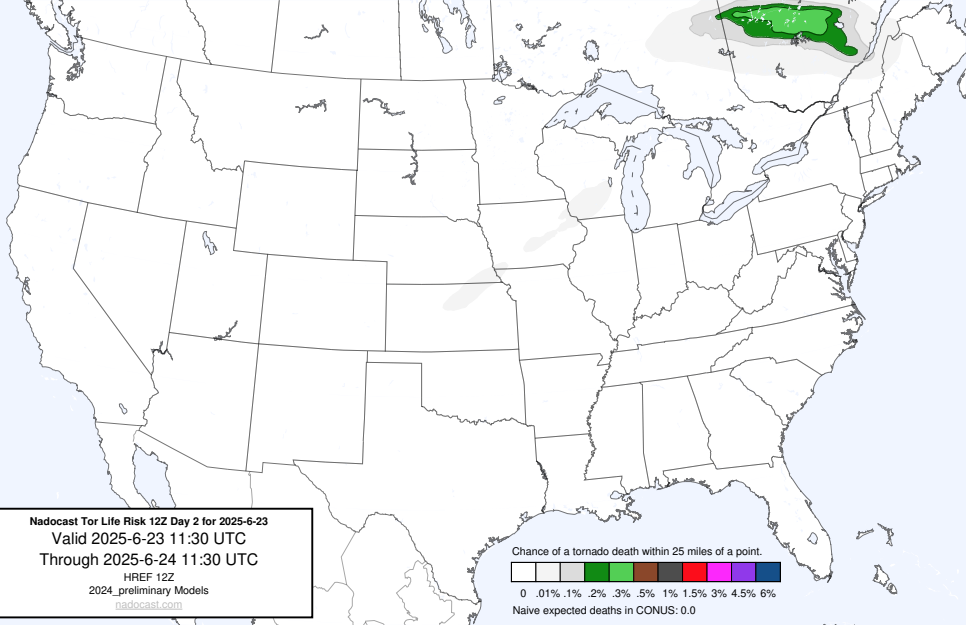 Nadocast Tor Life Risk 12Z Day 2 for 2025-6-23
Valid 2025-6-23 11:30 UTC
Through 2025-6-24 11:30 UTC
HREF 12Z
2024_preliminary Models
nadocast.com
Chance of a tornado death within 25 miles of a point.
0 .01% .1% .2% .3% .5% 1% 1.5% 3% 4.5% 6%
Naive expected deaths in CONUS: 0.0